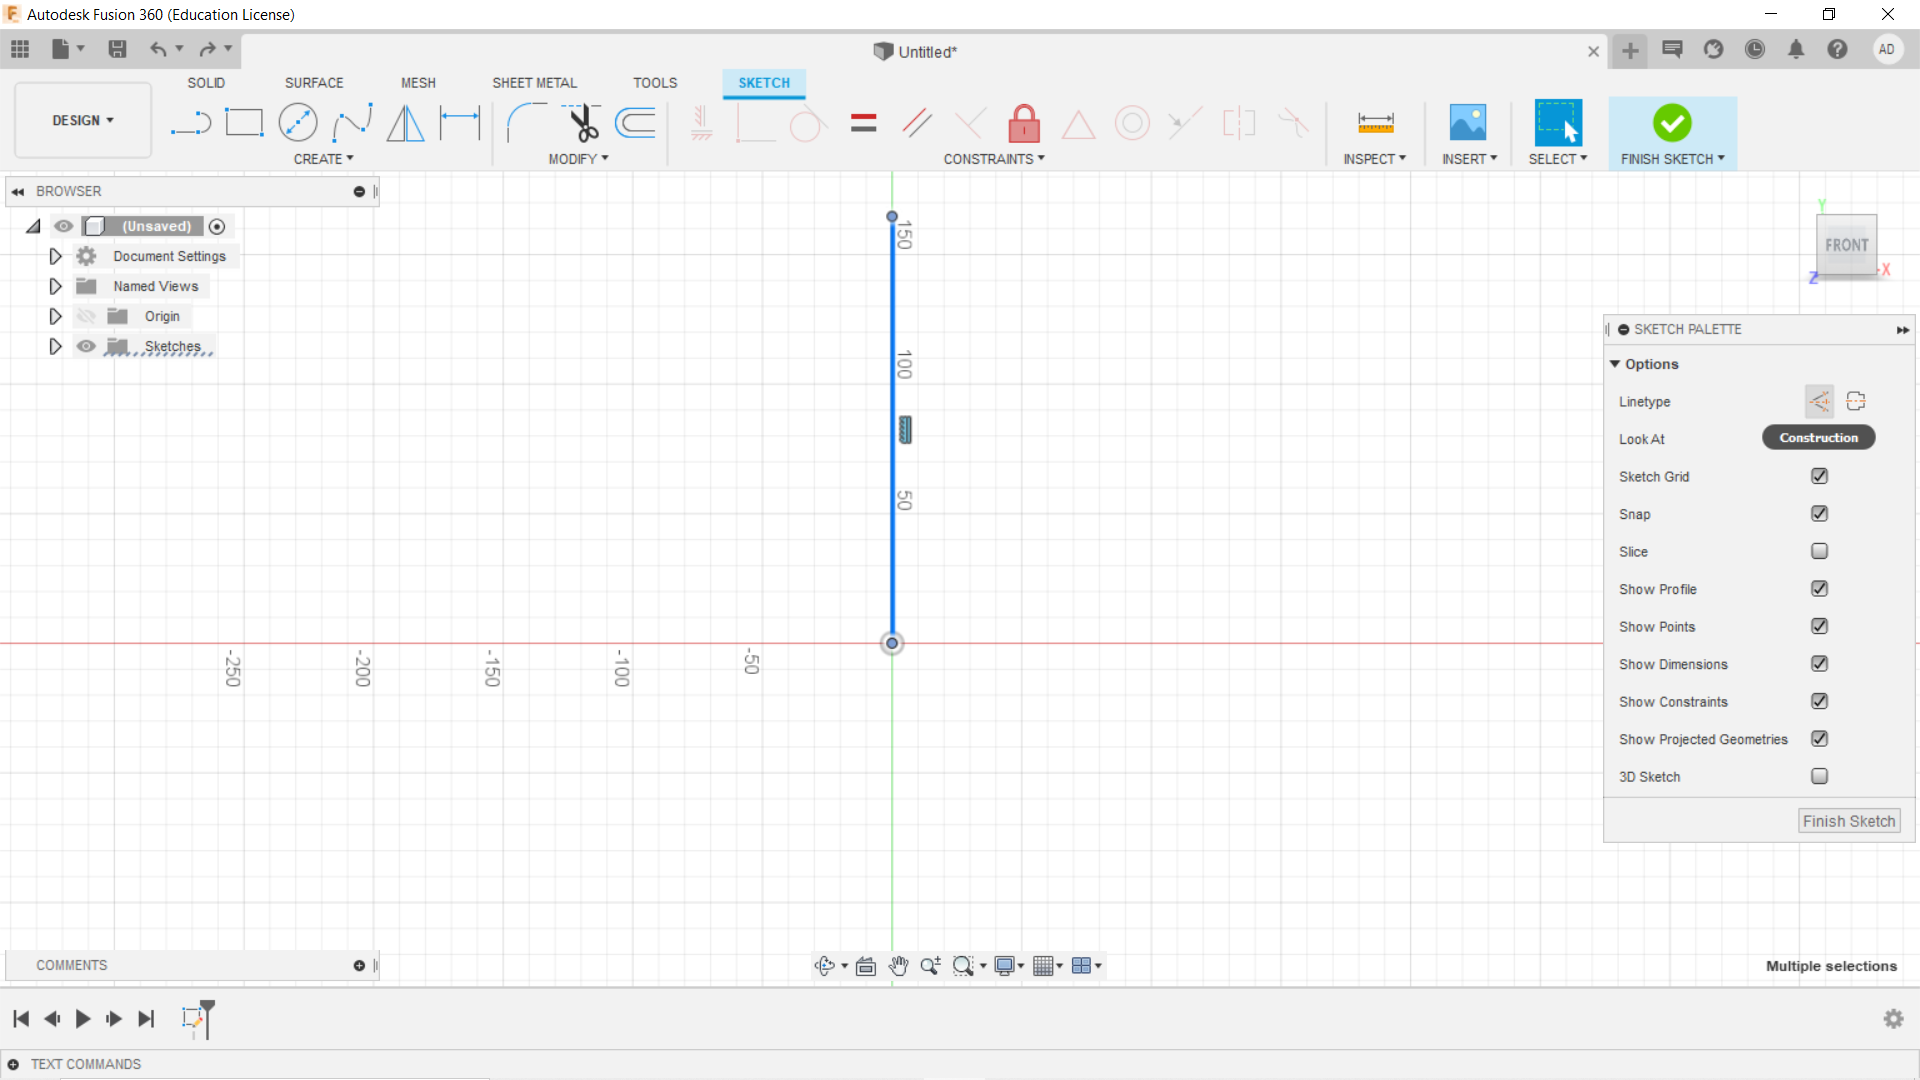 Autodesk Fusion 360 (Education License)
Untitled*
AD
SOLID SURFACE MESH SHEET METAL TOOLS SKETCH
DESIGN
CREATE MODIFY CONSTRAINTS INSPECT INSERT SELECT FINISH SKETCH
BROWSER
(Unsaved)
Document Settings
Named Views
Origin
Sketches
150
100
50
-250 -200 -150 -100 -50
Y
FRONT
X
Z
SKETCH PALETTE
Options
Linetype
Look At
Construction
Sketch Grid
Snap
Slice
Show Profile
Show Points
Show Dimensions
Show Constraints
Show Projected Geometries
3D Sketch
Finish Sketch
COMMENTS
Multiple selections
TEXT COMMANDS